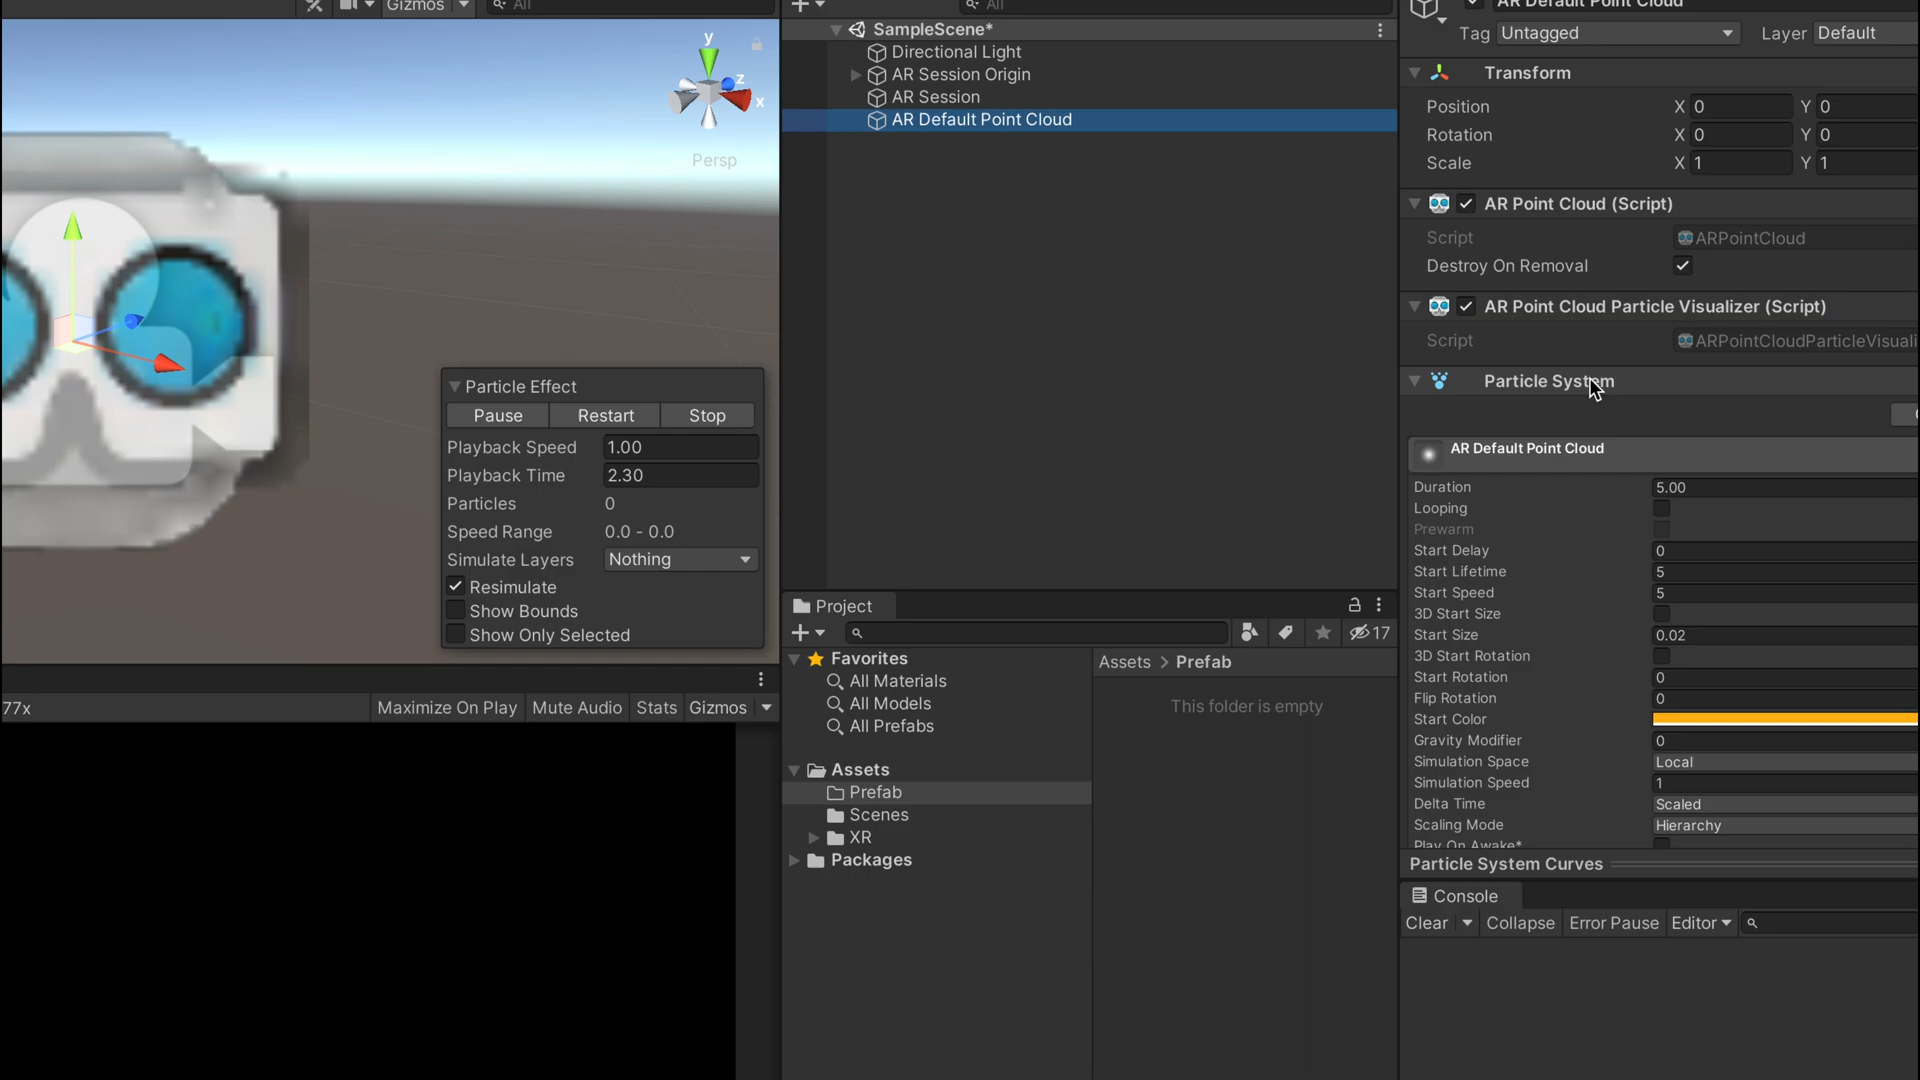 Gizmos
All
y
z
x
Persp
Particle Effect
Pause Restart Stop
Playback Speed 1.00
Playback Time 2.30
Particles 0
Speed Range 0.0 - 0.0
Simulate Layers Nothing
Resimulate
Show Bounds
Show Only Selected
77x Maximize On Play Mute Audio Stats Gizmos
All
SampleScene*
Directional Light
AR Session Origin
AR Session
AR Default Point Cloud
Project
17
Favorites
All Materials
All Models
All Prefabs
Assets
Prefab
Scenes
XR
Packages
Assets > Prefab
This folder is empty
AR Default Point Cloud
Tag Untagged Layer Default
Transform
Position X 0 Y 0
Rotation X 0 Y 0
Scale X 1 Y 1
AR Point Cloud (Script)
Script ARPointCloud
Destroy On Removal
AR Point Cloud Particle Visualizer (Script)
Script ARPointCloudParticleVisuali
Particle System
AR Default Point Cloud
Duration 5.00
Looping
Prewarm
Start Delay 0
Start Lifetime 5
Start Speed 5
3D Start Size
Start Size 0.02
3D Start Rotation
Start Rotation 0
Flip Rotation 0
Start Color
Gravity Modifier 0
Simulation Space Local
Simulation Speed 1
Delta Time Scaled
Scaling Mode Hierarchy
Play On Awake*
Particle System Curves
Console
Clear Collapse Error Pause Editor